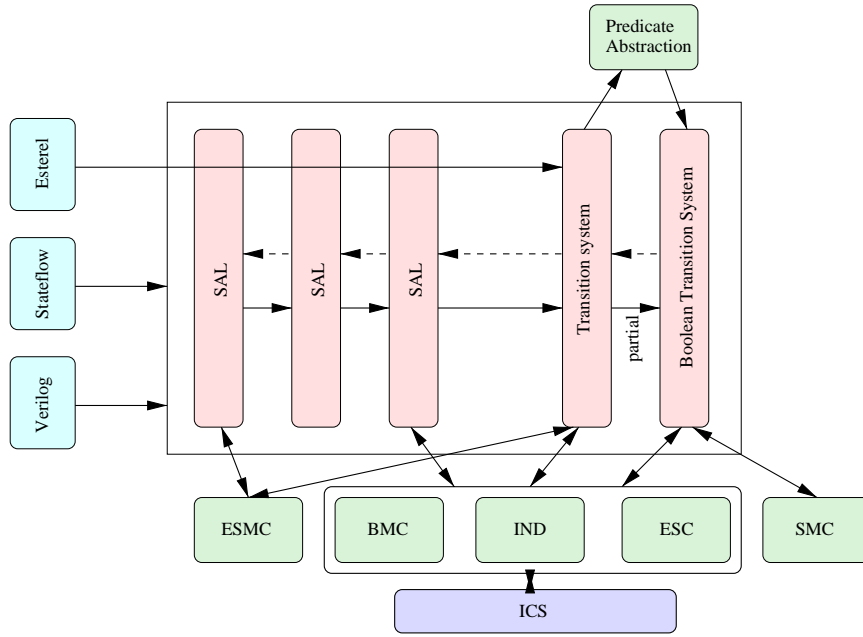 Predicate
Abstraction
Esterel
Stateflow
Verilog
SAL
SAL
SAL
Transition system
partial
Boolean Transition System
ESMC
BMC
IND
ESC
SMC
ICS